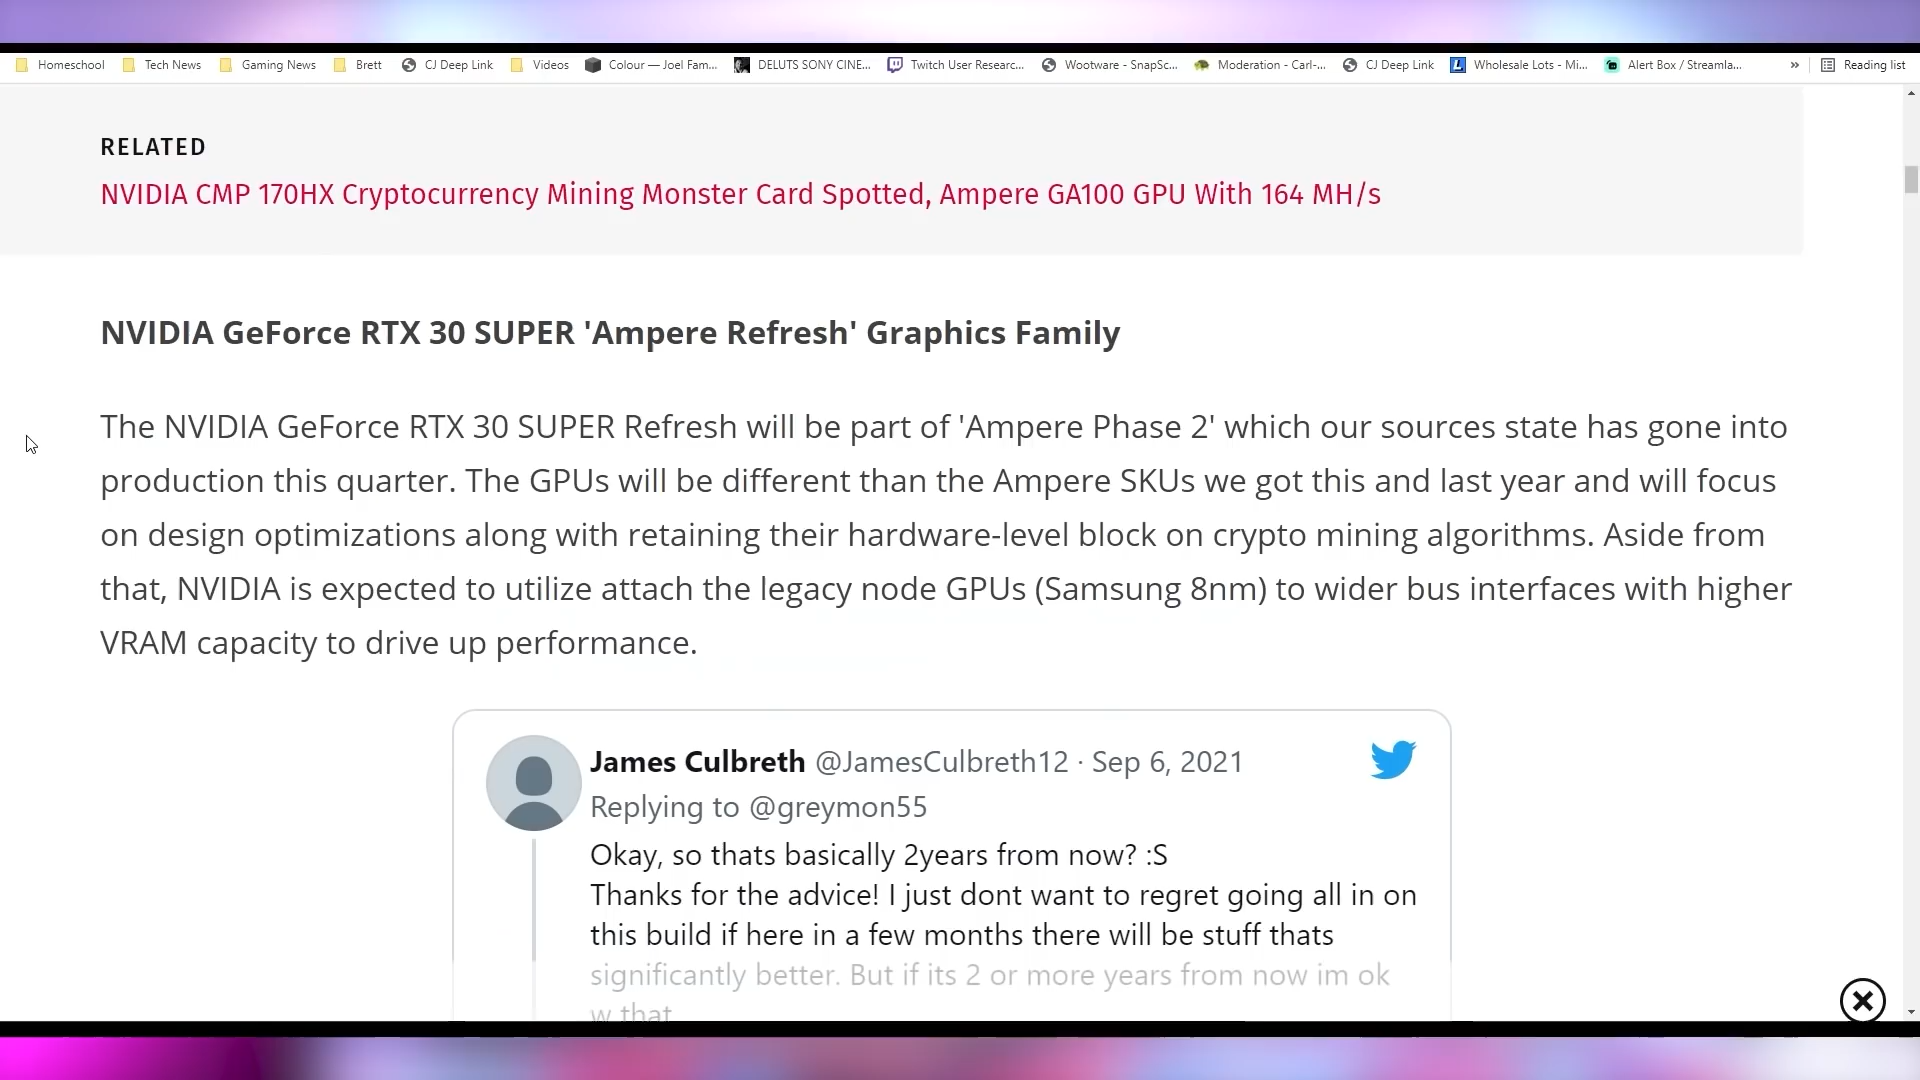 Homeschool Tech News Gaming News Brett CJ Deep Link Videos Colour — Joel Fam... DELUTS SONY CINE... Twitch User Researc... Wootware - SnapSc... Moderation - Carl-... CJ Deep Link Wholesale Lots - Mi... Alert Box / Streamla... » Reading list
RELATED
NVIDIA CMP 170HX Cryptocurrency Mining Monster Card Spotted, Ampere GA100 GPU With 164 MH/s
NVIDIA GeForce RTX 30 SUPER 'Ampere Refresh' Graphics Family
The NVIDIA GeForce RTX 30 SUPER Refresh will be part of 'Ampere Phase 2' which our sources state has gone into
production this quarter. The GPUs will be different than the Ampere SKUs we got this and last year and will focus
on design optimizations along with retaining their hardware-level block on crypto mining algorithms. Aside from
that, NVIDIA is expected to utilize attach the legacy node GPUs (Samsung 8nm) to wider bus interfaces with higher
VRAM capacity to drive up performance.
James Culbreth @JamesCulbreth12 · Sep 6, 2021
Replying to @greymon55
Okay, so thats basically 2years from now? :S
Thanks for the advice! I just dont want to regret going all in on
this build if here in a few months there will be stuff thats
significantly better. But if its 2 or more years from now im ok
w that